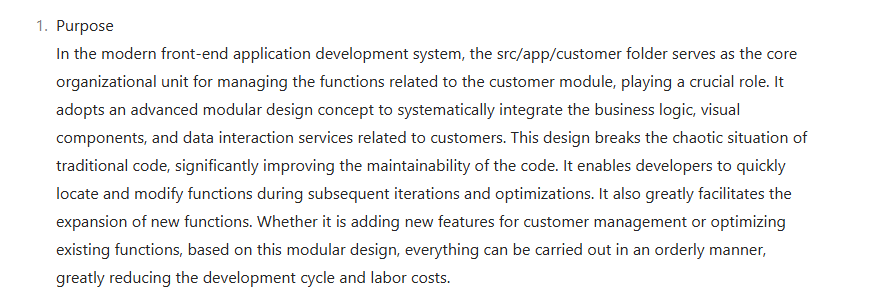 1. Purpose
In the modern front-end application development system, the src/app/customer folder serves as the core
organizational unit for managing the functions related to the customer module, playing a crucial role. It
adopts an advanced modular design concept to systematically integrate the business logic, visual
components, and data interaction services related to customers. This design breaks the chaotic situation of
traditional code, significantly improving the maintainability of the code. It enables developers to quickly
locate and modify functions during subsequent iterations and optimizations. It also greatly facilitates the
expansion of new functions. Whether it is adding new features for customer management or optimizing
existing functions, based on this modular design, everything can be carried out in an orderly manner,
greatly reducing the development cycle and labor costs.